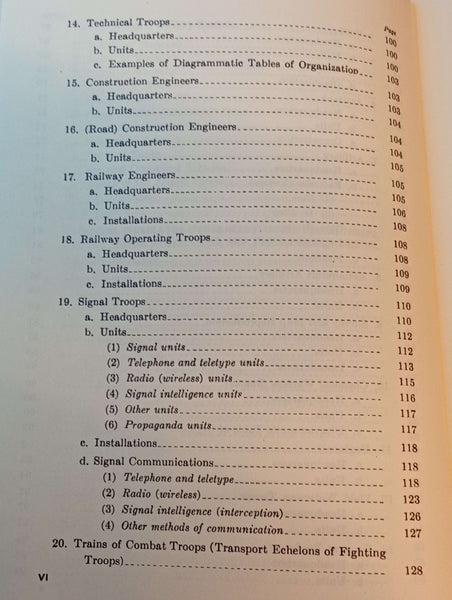 Page
14. Technical Troops 100
a. Headquarters 100
b. Units 100
c. Examples of Diagrammatic Tables of Organization 103
15. Construction Engineers 103
a. Headquarters 103
b. Units 104
16. (Road) Construction Engineers 104
a. Headquarters 104
b. Units 105
17. Railway Engineers 105
a. Headquarters 105
b. Units 106
c. Installations 108
18. Railway Operating Troops 108
a. Headquarters 108
b. Units 109
c. Installations 109
19. Signal Troops 110
a. Headquarters 110
b. Units 112
(1) Signal units 112
(2) Telephone and teletype units 113
(3) Radio (wireless) units 115
(4) Signal intelligence units 116
(5) Other units 117
(6) Propaganda units 117
c. Installations 118
d. Signal Communications 118
(1) Telephone and teletype 118
(2) Radio (wireless) 123
(3) Signal intelligence (interception) 126
(4) Other methods of communication 127
20. Trains of Combat Troops (Transport Echelons of Fighting
Troops) 128
VI